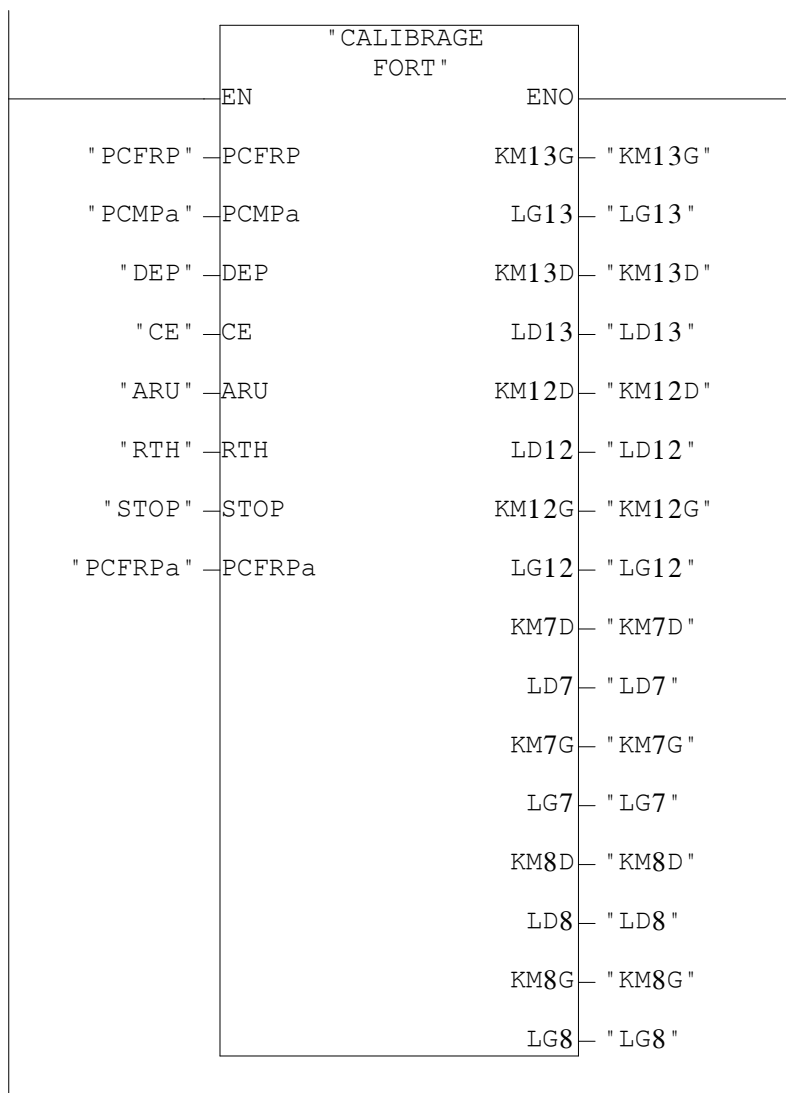 "CALIBRAGE
FORT"
EN ENO
"PCFRP" PCFRP KM13G "KM13G"
"PCMPa" PCMPa LG13 "LG13"
"DEP" DEP KM13D "KM13D"
"CE" CE LD13 "LD13"
"ARU" ARU KM12D "KM12D"
"RTH" RTH LD12 "LD12"
"STOP" STOP KM12G "KM12G"
"PCFRPa" PCFRPa LG12 "LG12"
KM7D "KM7D"
LD7 "LD7"
KM7G "KM7G"
LG7 "LG7"
KM8D "KM8D"
LD8 "LD8"
KM8G "KM8G"
LG8 "LG8"